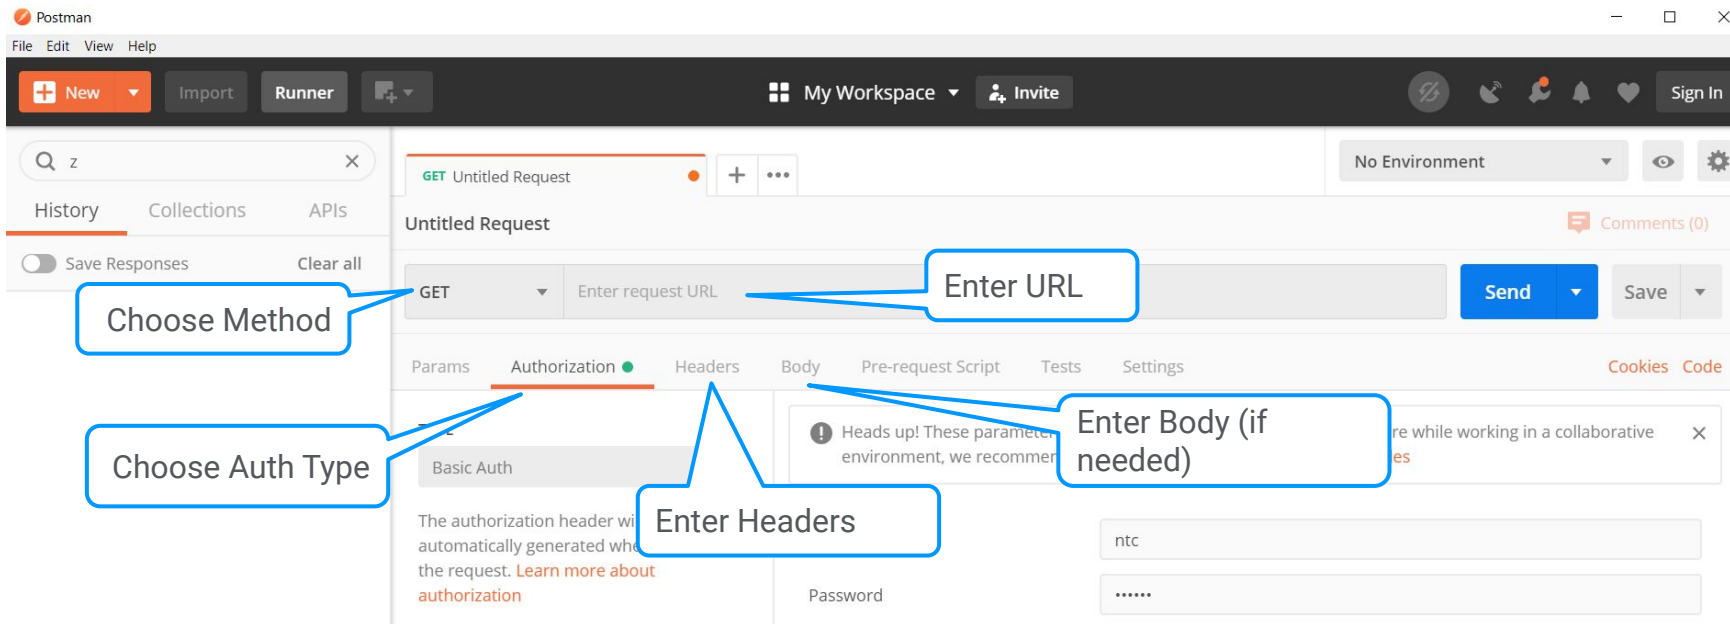 Postman
File Edit View Help
New Import Runner My Workspace Invite Sign In
z
GET Untitled Request
No Environment
History Collections APIs
Untitled Request
Comments (0)
Save Responses Clear all
Choose Method
GET Enter request URL
Enter URL
Send Save
Params Authorization Headers Body Pre-request Script Tests Settings Cookies Code
Choose Auth Type
Basic Auth
Heads up! These parameter
re while working in a collaborative
environment, we recommen
es
Enter Body (if
needed)
The authorization header wi
automatically generated whe
the request. Learn more about
authorization
Enter Headers
ntc
Password ••••••